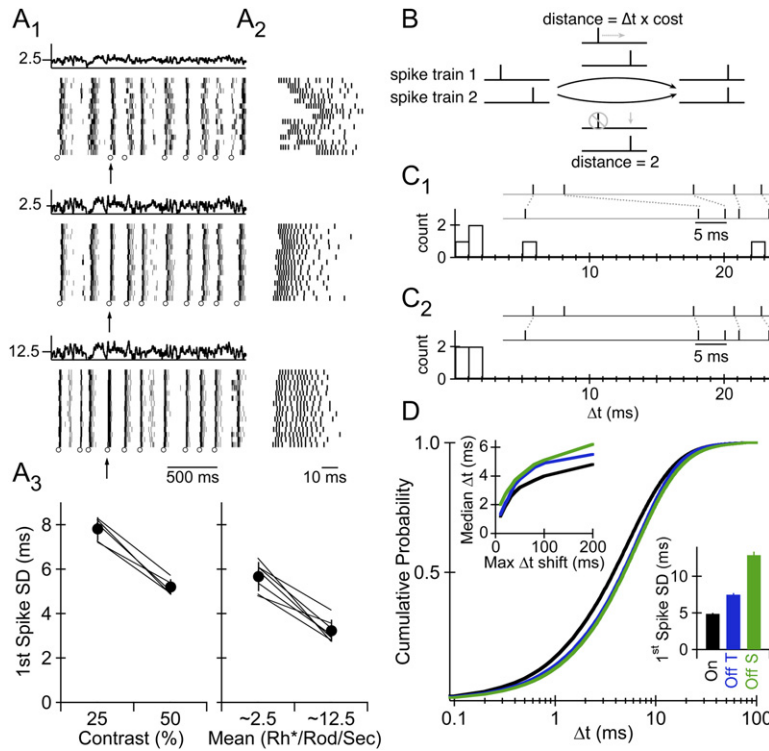 A1
A2
2.5
2.5
12.5
500 ms
10 ms
A3
1st Spike SD (ms)
8
6
4
2
0
25
50
Contrast (%)
~2.5
~12.5
Mean (Rh*/Rod/Sec)
B
distance = Δt x cost
spike train 1
spike train 2
distance = 2
C1
5 ms
count
2
0
10
20
C2
5 ms
count
2
0
10
20
Δt (ms)
D
Cumulative Probability
1.0
0.5
0.1
1
10
100
Δt (ms)
Median Δt (ms)
6
4
2
0
0
100
200
Max Δt shift (ms)
1st Spike SD (ms)
10
5
0
On
Off T
Off S